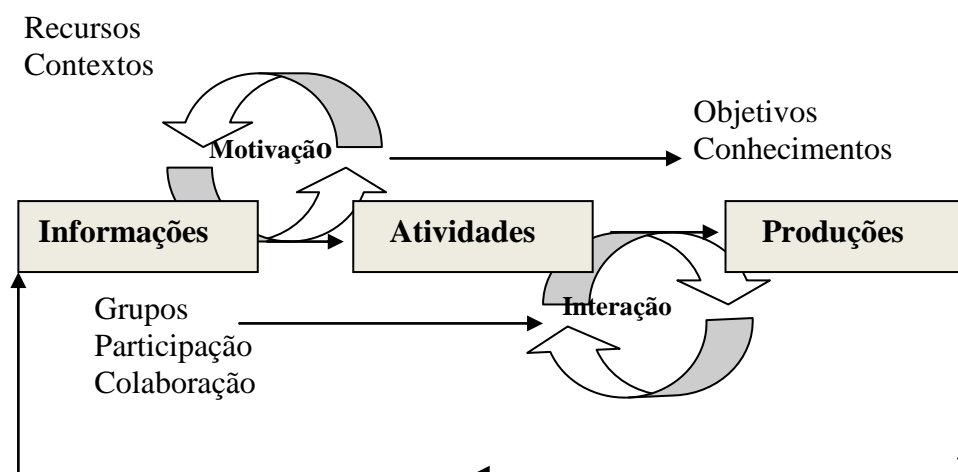 Recursos
Contextos
Objetivos
Conhecimentos
Motivação
Informações
Atividades
Produções
Grupos
Participação
Colaboração
Interação